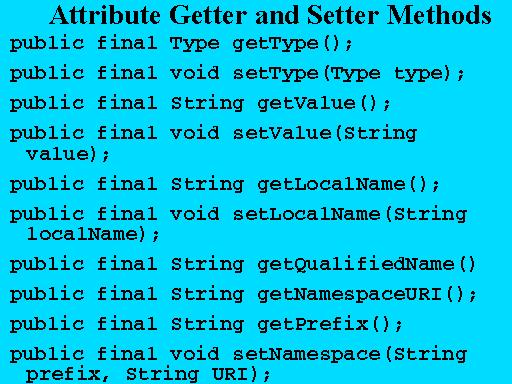 Attribute Getter and Setter Methods
public final Type getType();
public final void setType(Type type);
public final String getValue();
public final void setValue(String
value);
public final String getLocalName();
public final void setLocalName(String
localName);
public final String getQualifiedName()
public final String getNamespaceURI();
public final String getPrefix();
public final void setNamespace(String
prefix, String URI);